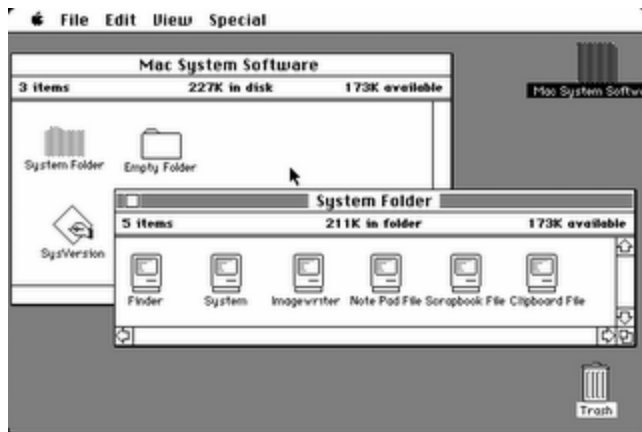 File Edit View Special
Mac System Software
3 items 227K in disk 173K available
Mac System Softw
System Folder Empty Folder
SysVersion
System Folder
5 items 211K in folder 173K available
Finder System Imagewriter Note Pad File Scrapbook File Clipboard File
Trash